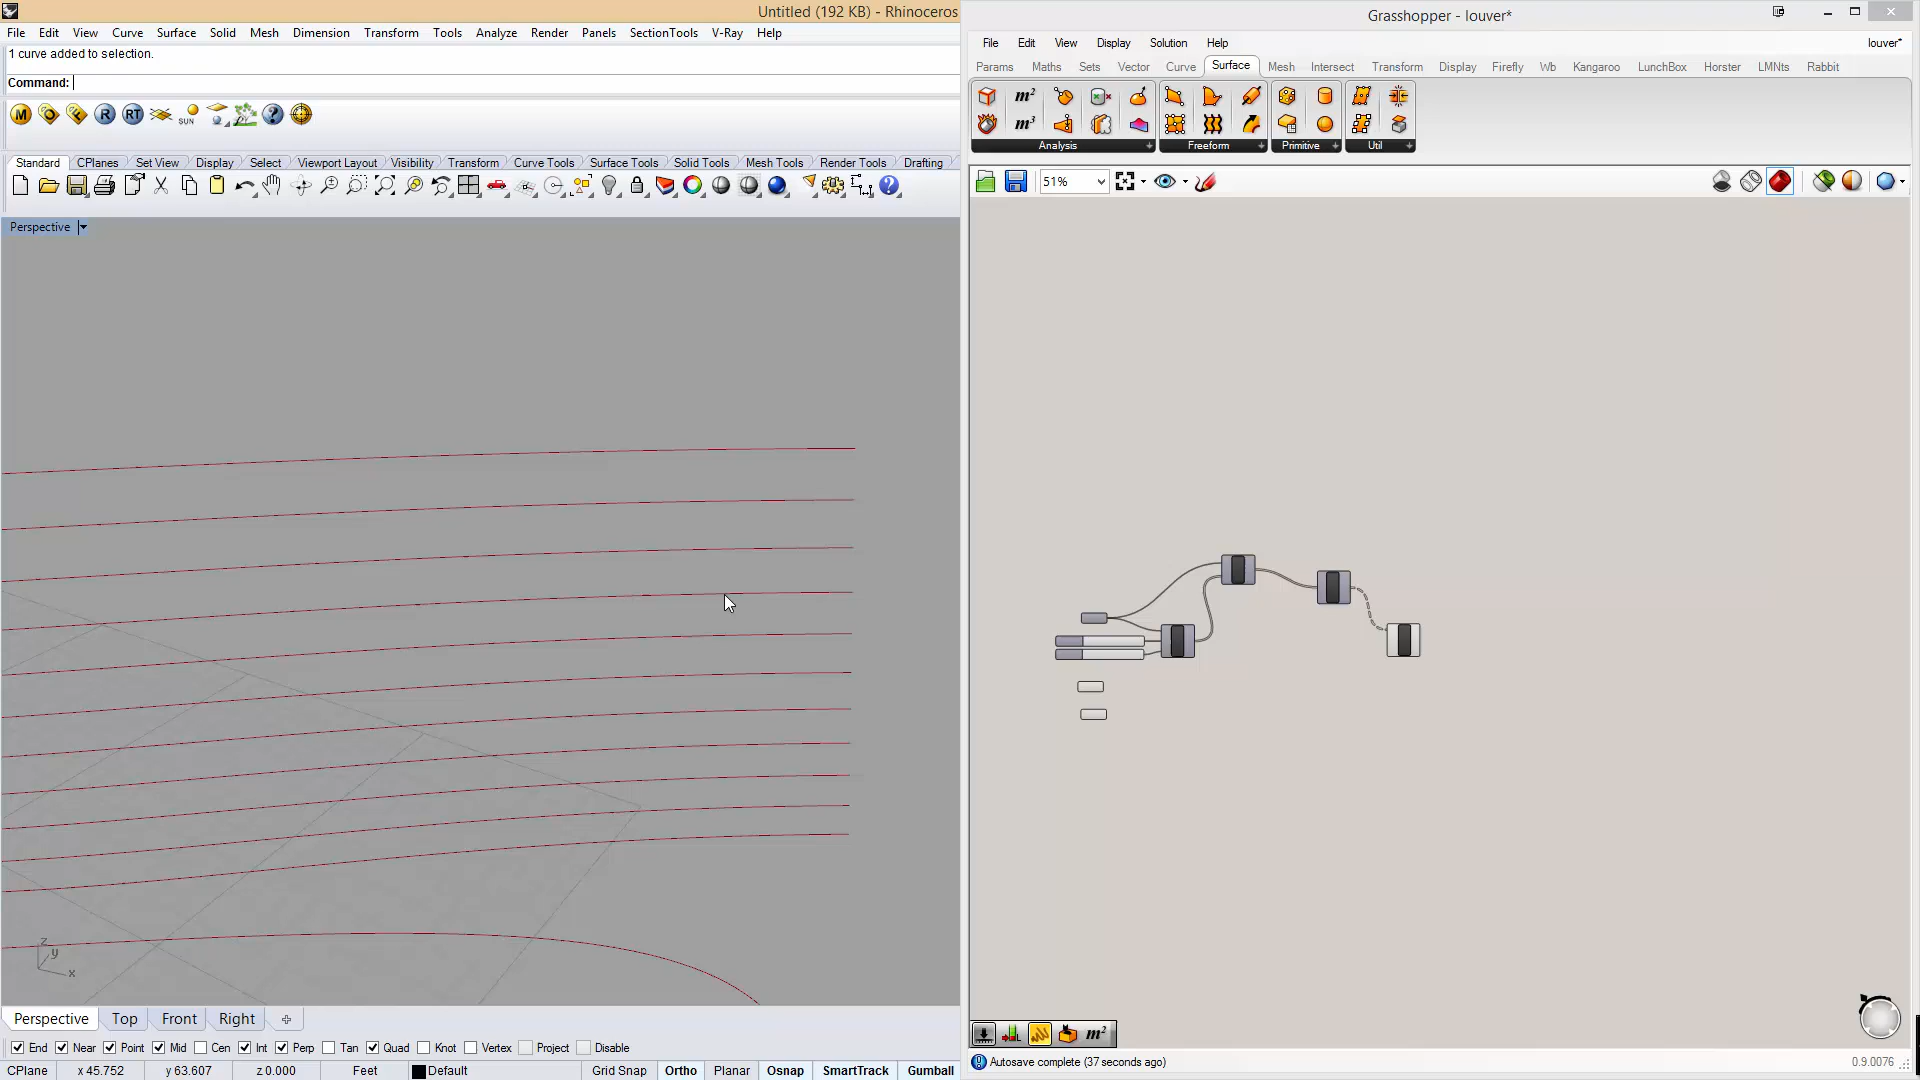 Untitled (192 KB) - Rhinoceros
File Edit View Curve Surface Solid Mesh Dimension Transform Tools Analyze Render Panels SectionTools V-Ray Help
1 curve added to selection.
Command:
M R RT SUN ?
Standard CPlanes Set View Display Select Viewport Layout Visibility Transform Curve Tools Surface Tools Solid Tools Mesh Tools Render Tools Drafting
Perspective
z
y
x
Perspective Top Front Right
End Near Point Mid Cen Int Perp Tan Quad Knot Vertex Project Disable
CPlane x 45.752 y 63.607 z 0.000 Feet Default Grid Snap Ortho Planar Osnap SmartTrack Gumball
Grasshopper - louver*
File Edit View Display Solution Help louver*
Params Maths Sets Vector Curve Surface Mesh Intersect Transform Display Firefly Wb Kangaroo LunchBox Horster LMNts Rabbit
m²
m³
Analysis Freeform Primitive Util
51%
m²
Autosave complete (37 seconds ago) 0.9.0076